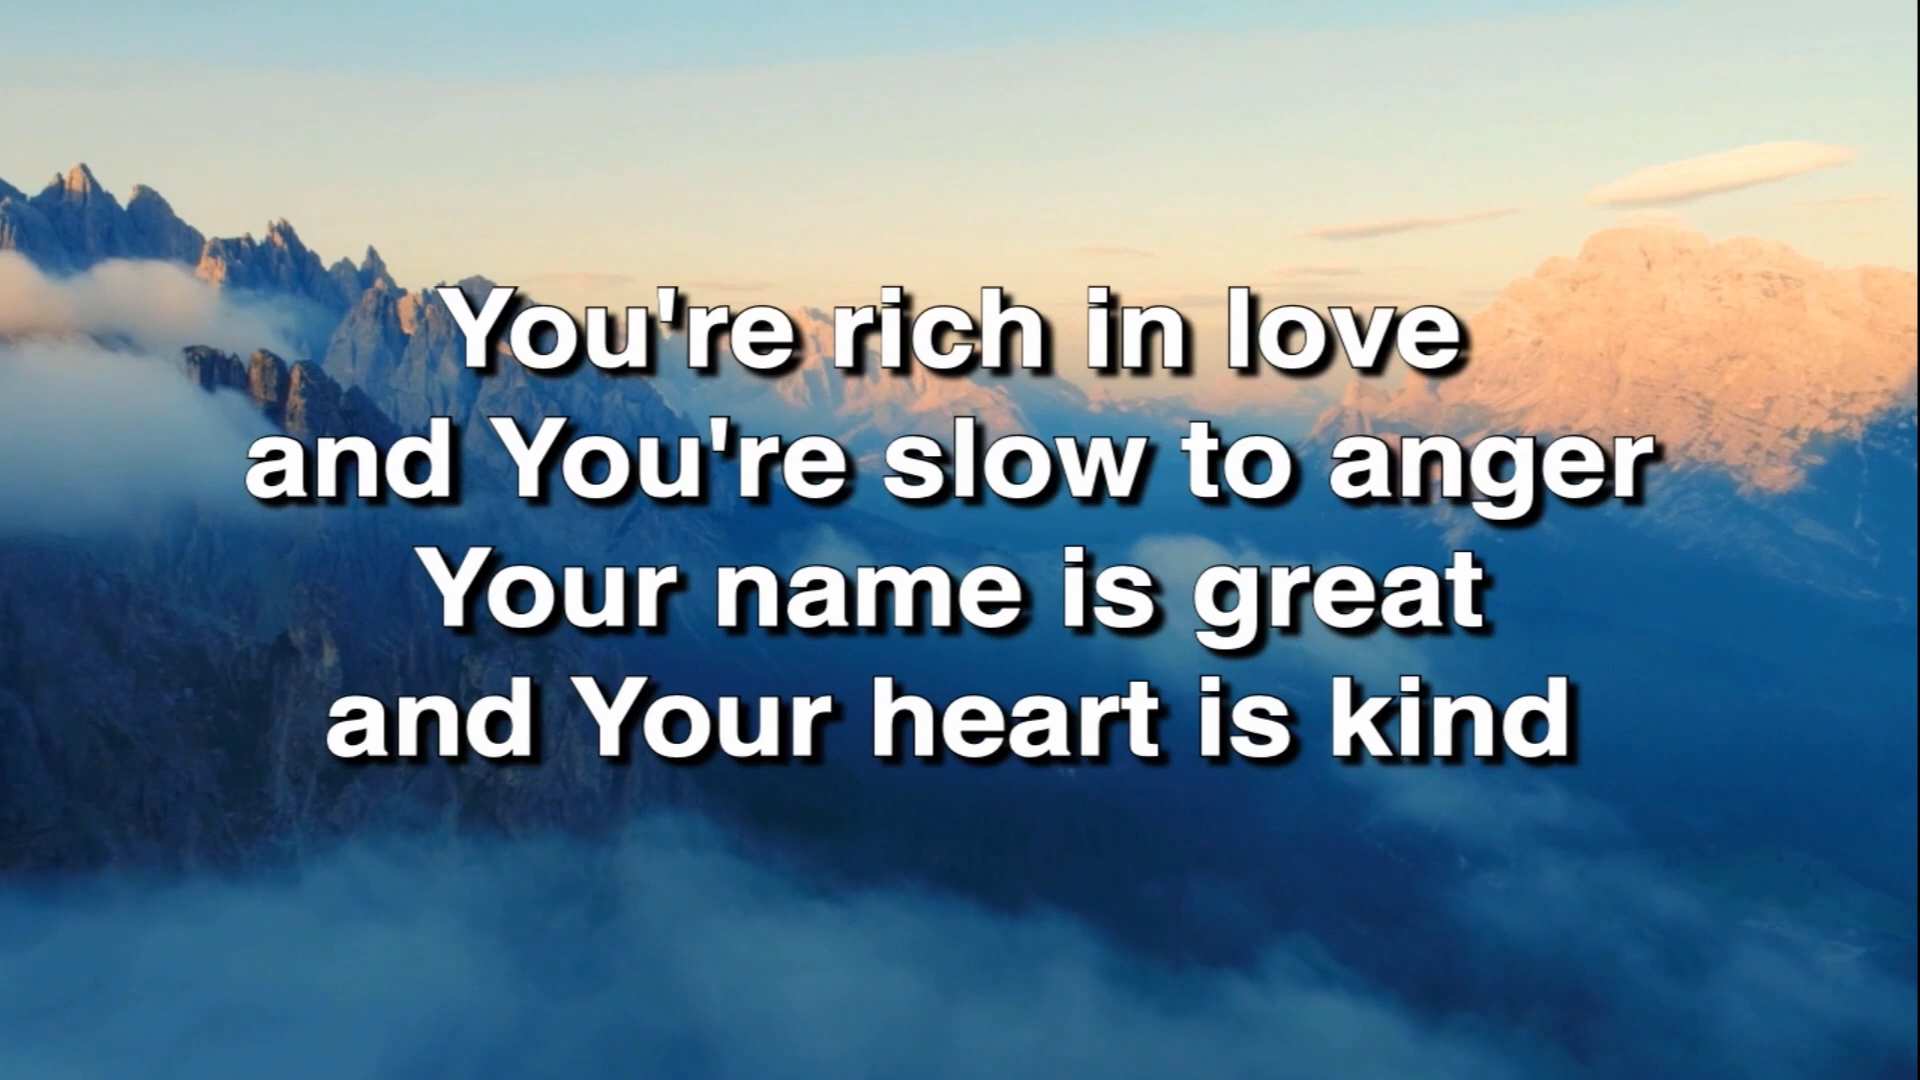 You're rich in love
and You're slow to anger
Your name is great
and Your heart is kind